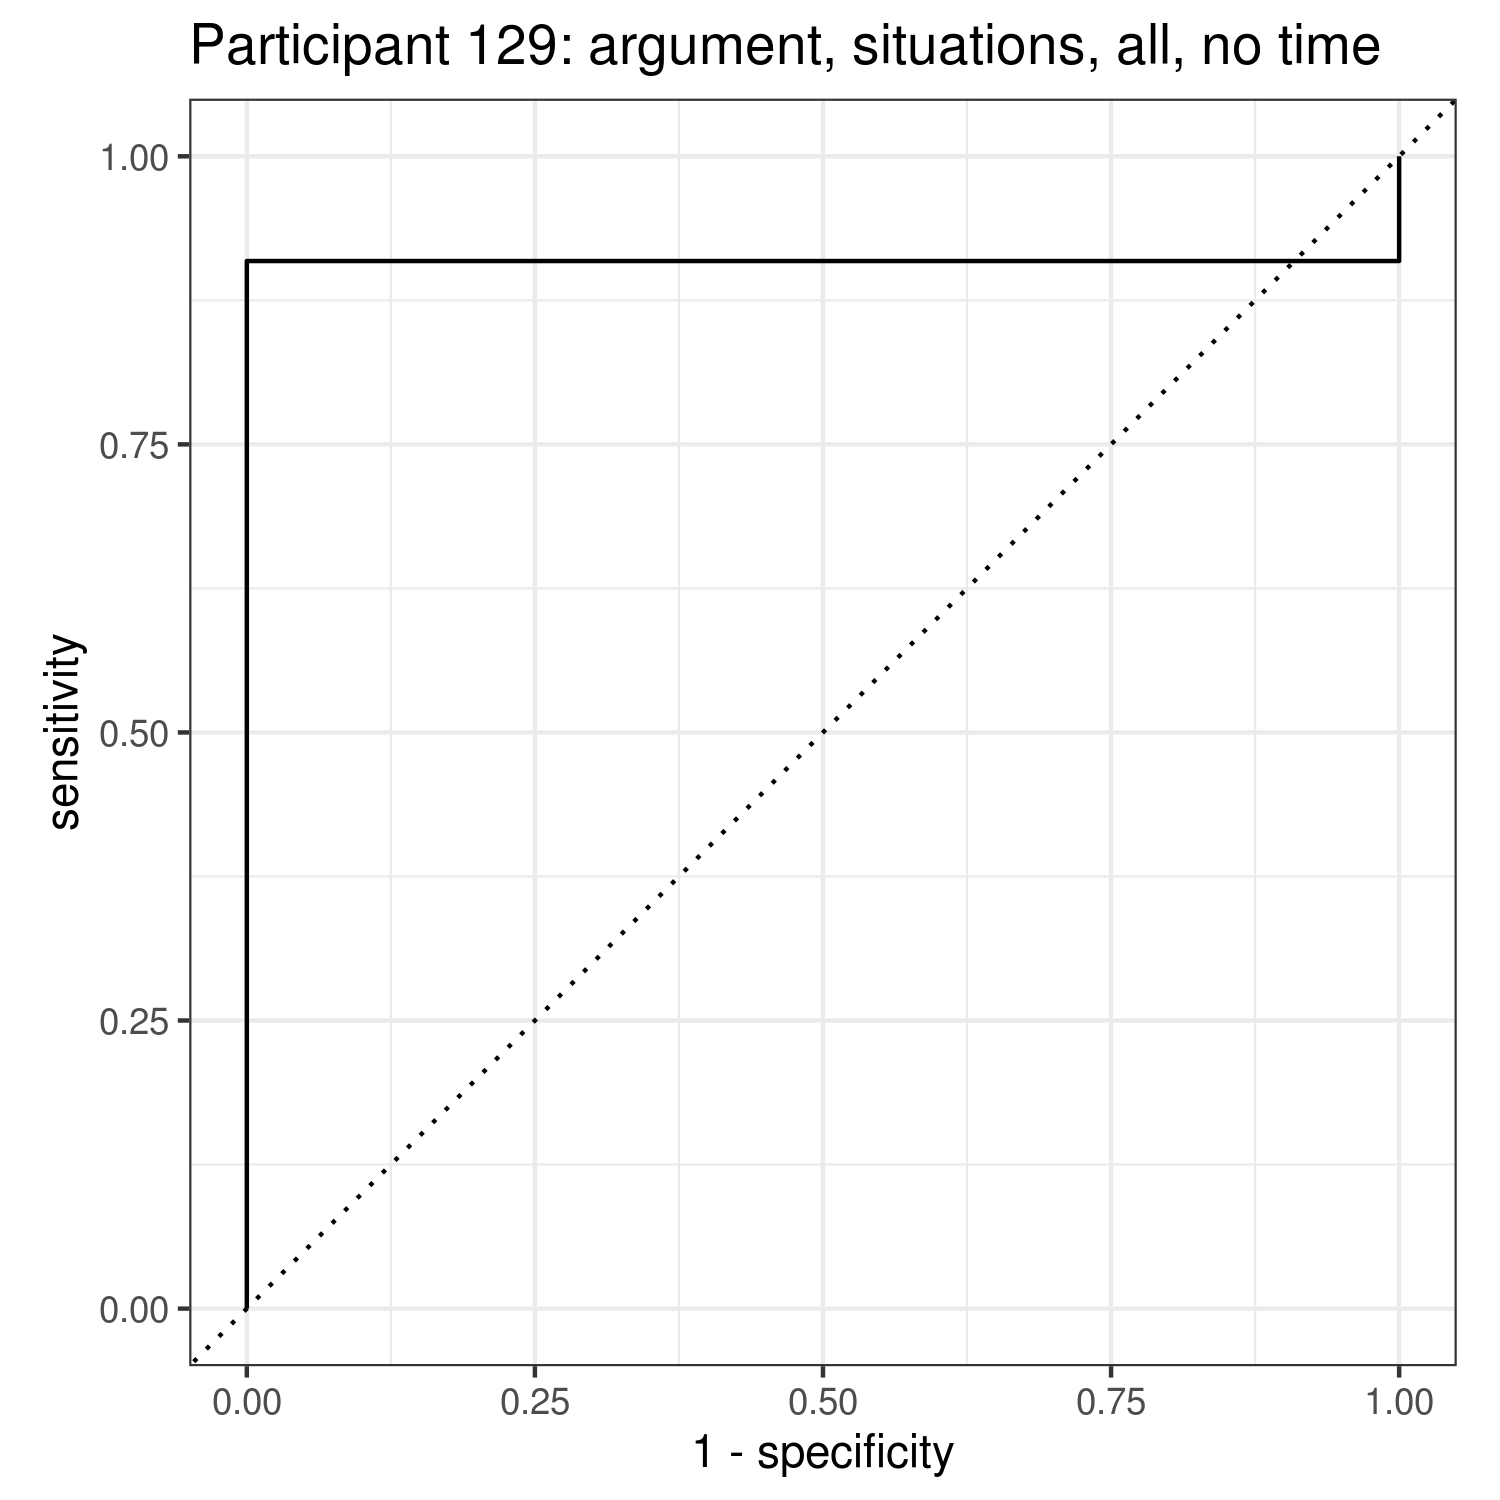 Participant 129: argument, situations, all, no time
1.00
0.75
0.50
0.25
0.00
sensitivity
0.00 0.25 0.50 0.75 1.00
1 - specificity